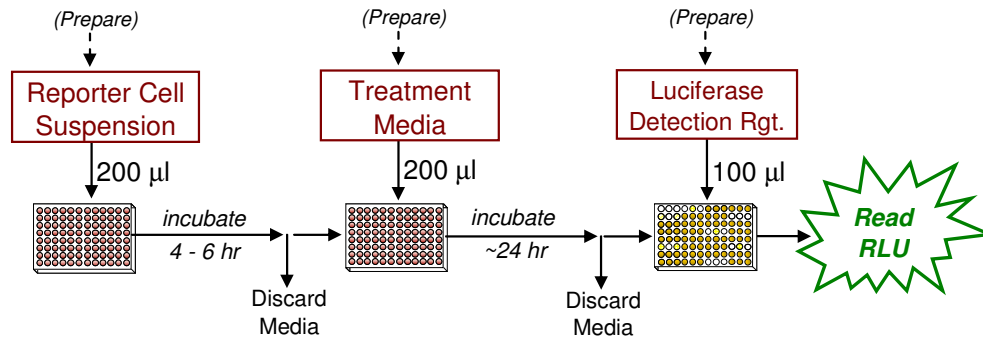 (Prepare)
(Prepare)
(Prepare)
Reporter Cell
Suspension
Treatment
Media
Luciferase
Detection Rgt.
200 µl
200 µl
100 µl
incubate
4 - 6 hr
incubate
~24 hr
Read
RLU
Discard
Media
Discard
Media